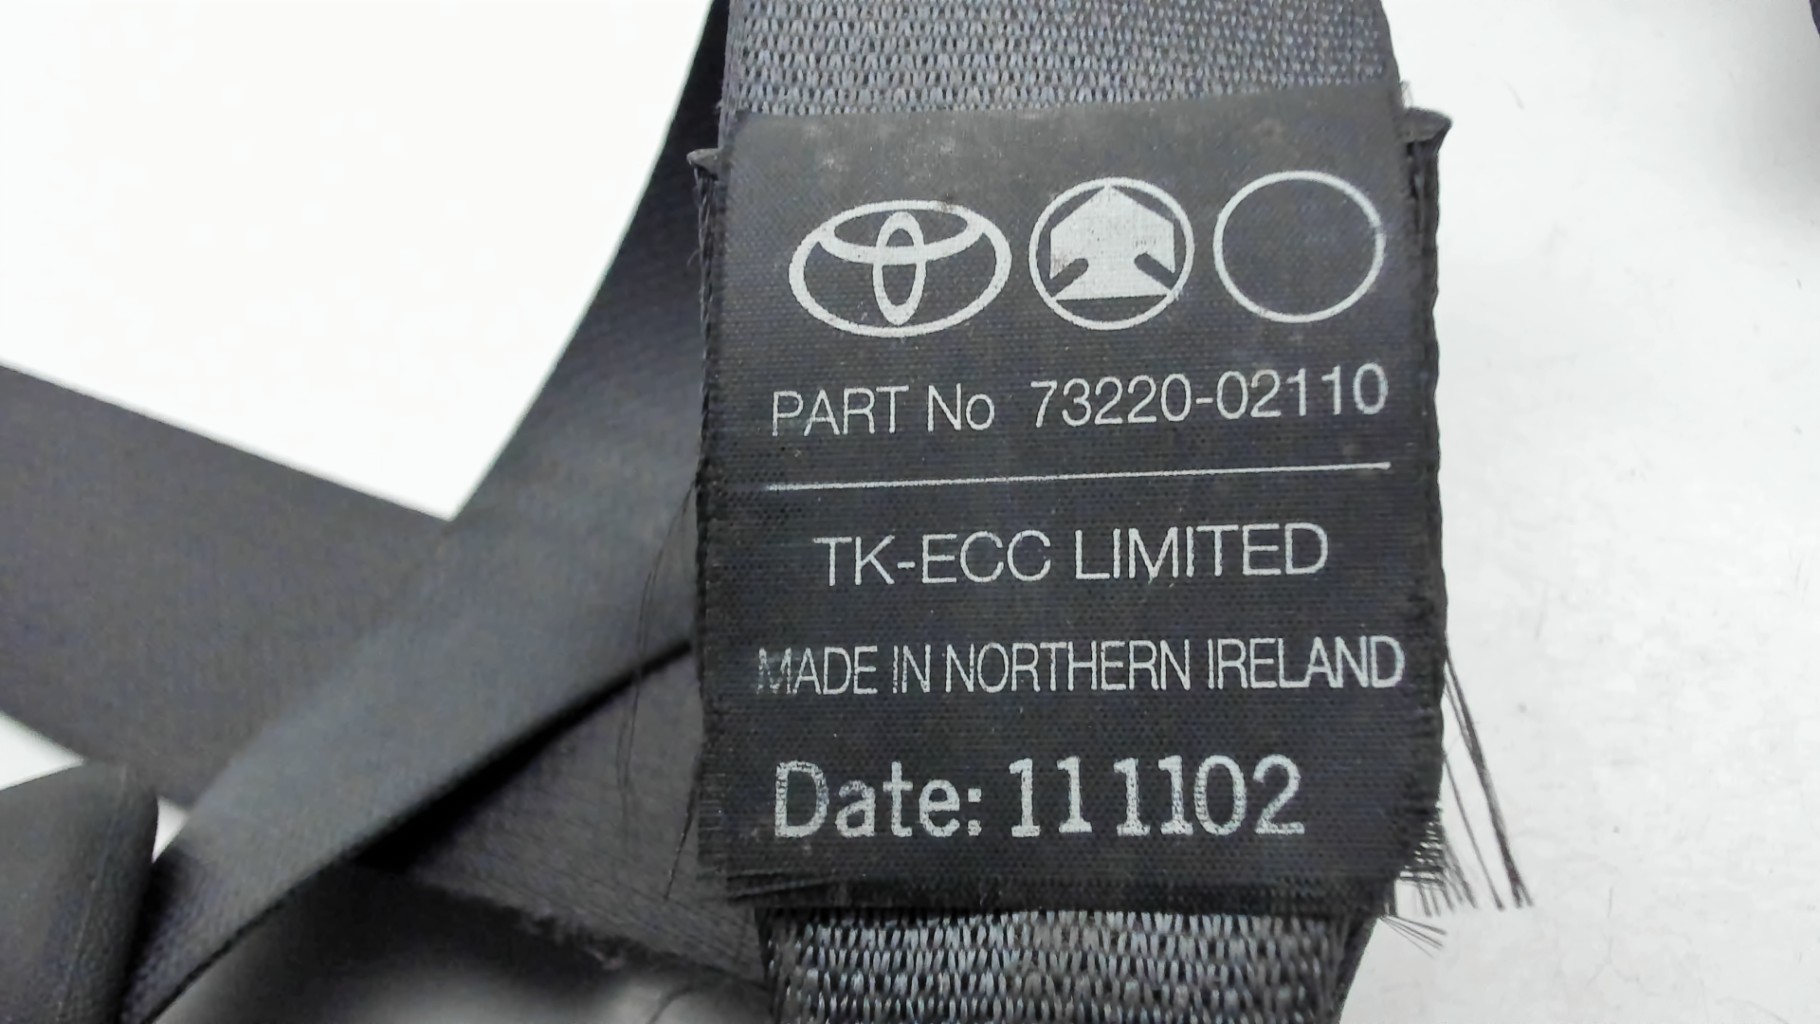 PART No 73220-02110
TK-ECC LIMITED
MADE IN NORTHERN IRELAND
Date: 111102